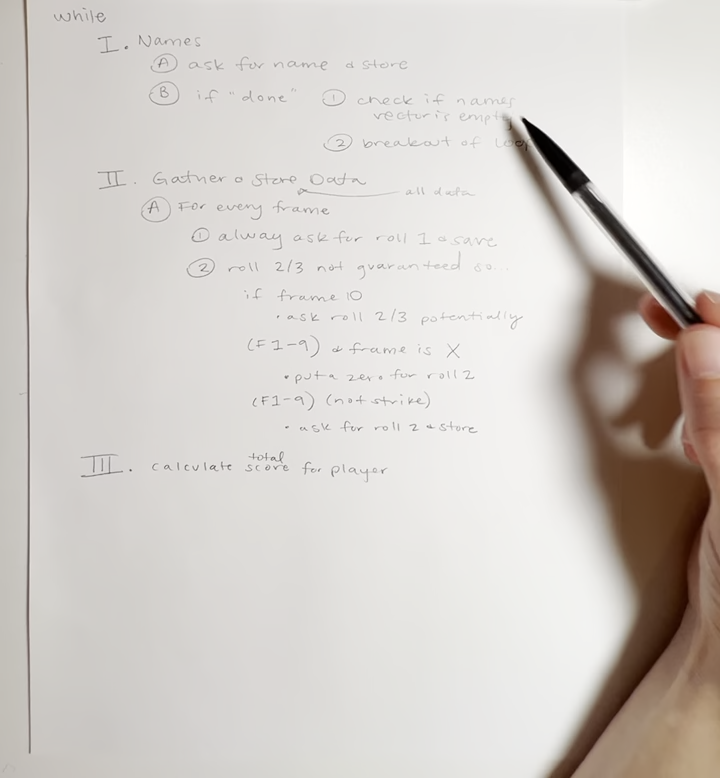 while
I. Names
A ask for name & store
B if "done" 1 check if names
vector is empty
2 breakout of loop
II. Gather & Store Data
all data
A For every frame
1 alway ask for roll 1 & save
2 roll 2/3 not guaranteed so...
if frame 10
• ask roll 2/3 potentially
(F1-9) & frame is X
• put a zero for roll 2
(F1-9) (not strike)
• ask for roll 2 & store
III. calculate total score for player